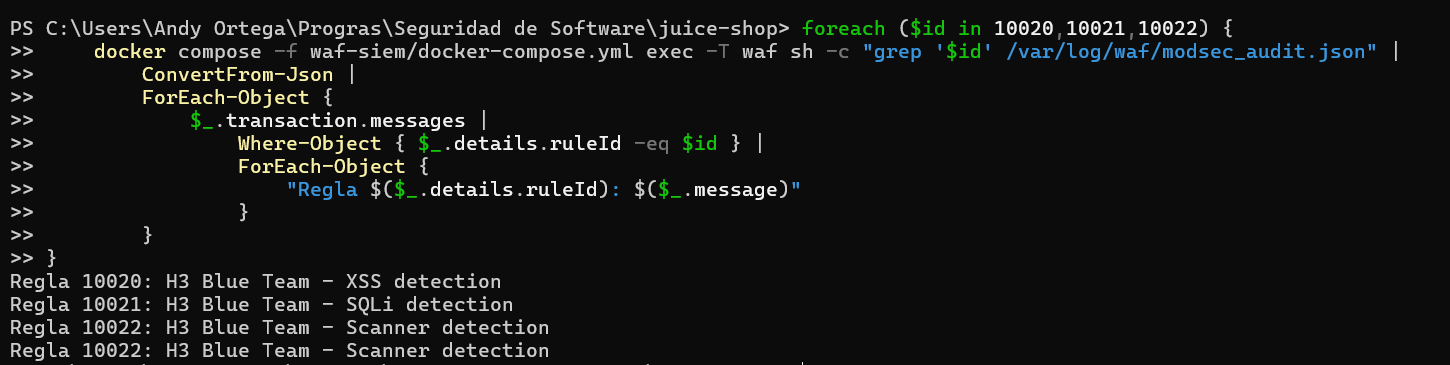 PS C:\Users\Andy Ortega\Progras\Seguridad de Software\juice-shop> foreach ($id in 10020,10021,10022) {
>>     docker compose -f waf-siem/docker-compose.yml exec -T waf sh -c "grep '$id' /var/log/waf/modsec_audit.json" |
>>         ConvertFrom-Json |
>>         ForEach-Object {
>>             $_.transaction.messages |
>>                 Where-Object { $_.details.ruleId -eq $id } |
>>                 ForEach-Object {
>>                     "Regla $($_.details.ruleId): $($_.message)"
>>                 }
>>         }
>> }
Regla 10020: H3 Blue Team - XSS detection
Regla 10021: H3 Blue Team - SQLi detection
Regla 10022: H3 Blue Team - Scanner detection
Regla 10022: H3 Blue Team - Scanner detection